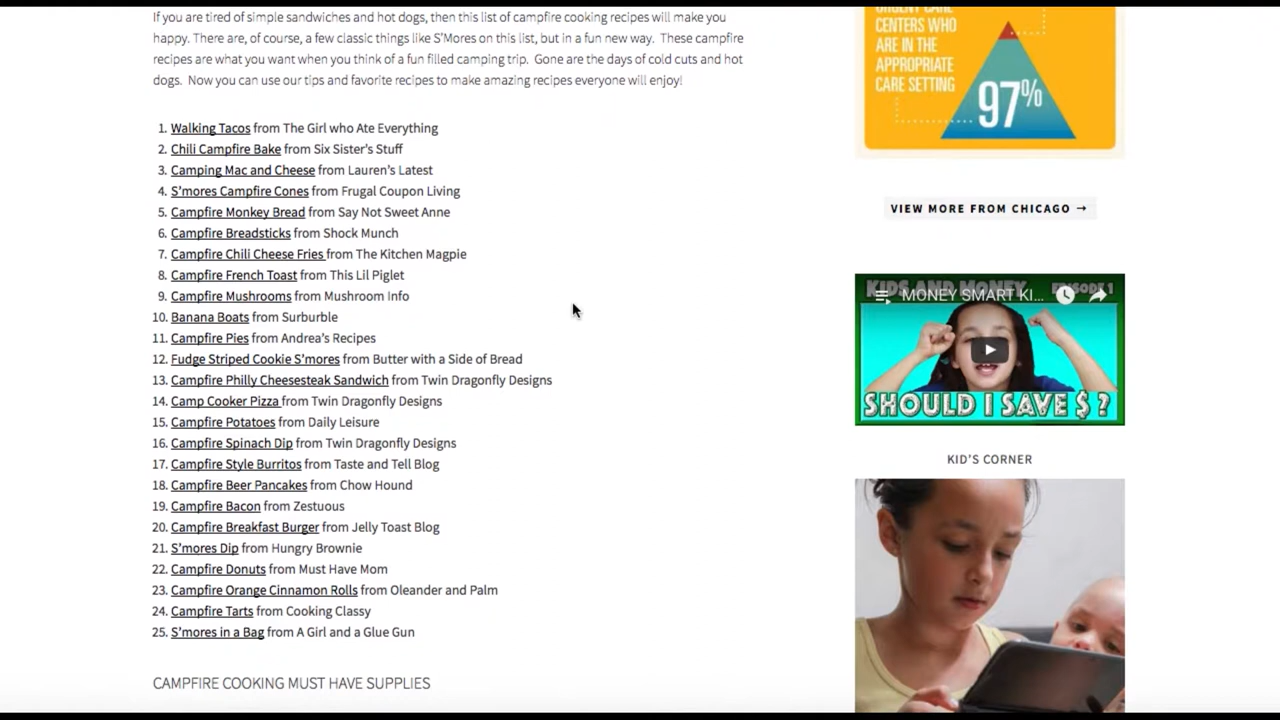 If you are tired of simple sandwiches and hot dogs, then this list of campfire cooking recipes will make you
happy. There are, of course, a few classic things like S'Mores on this list, but in a fun new way.  These campfire
recipes are what you want when you think of a fun filled camping trip.  Gone are the days of cold cuts and hot
dogs.  Now you can use our tips and favorite recipes to make amazing recipes everyone will enjoy!
1. Walking Tacos from The Girl who Ate Everything
2. Chili Campfire Bake from Six Sister's Stuff
3. Camping Mac and Cheese from Lauren's Latest
4. S'mores Campfire Cones from Frugal Coupon Living
5. Campfire Monkey Bread from Say Not Sweet Anne
6. Campfire Breadsticks from Shock Munch
7. Campfire Chili Cheese Fries from The Kitchen Magpie
8. Campfire French Toast from This Lil Piglet
9. Campfire Mushrooms from Mushroom Info
10. Banana Boats from Surburble
11. Campfire Pies from Andrea's Recipes
12. Fudge Striped Cookie S'mores from Butter with a Side of Bread
13. Campfire Philly Cheesesteak Sandwich from Twin Dragonfly Designs
14. Camp Cooker Pizza from Twin Dragonfly Designs
15. Campfire Potatoes from Daily Leisure
16. Campfire Spinach Dip from Twin Dragonfly Designs
17. Campfire Style Burritos from Taste and Tell Blog
18. Campfire Beer Pancakes from Chow Hound
19. Campfire Bacon from Zestuous
20. Campfire Breakfast Burger from Jelly Toast Blog
21. S'mores Dip from Hungry Brownie
22. Campfire Donuts from Must Have Mom
23. Campfire Orange Cinnamon Rolls from Oleander and Palm
24. Campfire Tarts from Cooking Classy
25. S'mores in a Bag from A Girl and a Glue Gun
CAMPFIRE COOKING MUST HAVE SUPPLIES
URGENT CARE
CENTERS WHO
ARE IN THE
APPROPRIATE
CARE SETTING
97%
VIEW MORE FROM CHICAGO →
KIDS AND MONEY EPISODE 1
MONEY SMART KI...
SHOULD I SAVE $ ?
KID'S CORNER